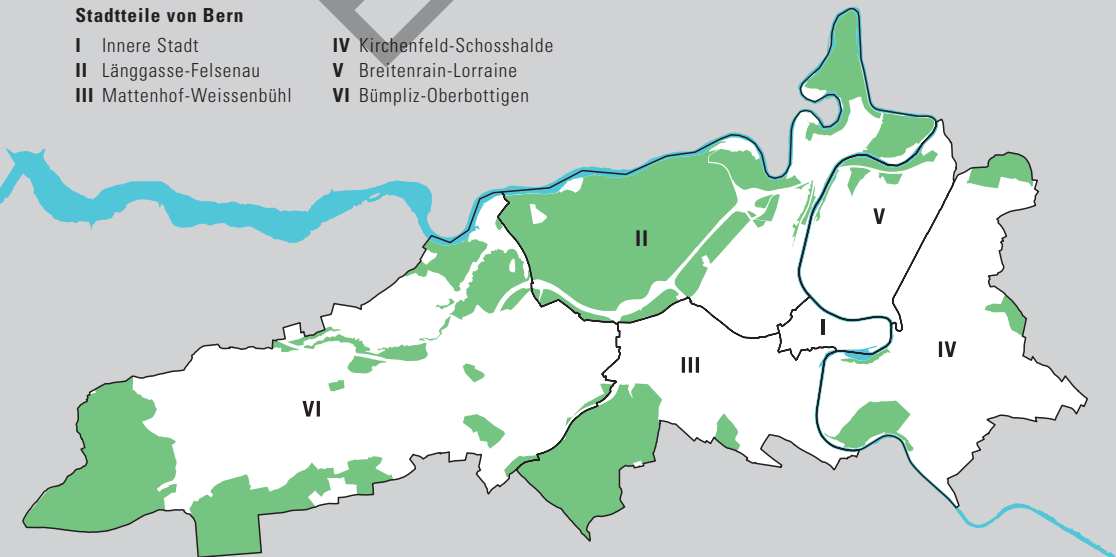 Stadtteile von Bern
I Innere Stadt
II Länggasse-Felsenau
III Mattenhof-Weissenbühl
IV Kirchenfeld-Schosshalde
V Breitenrain-Lorraine
VI Bümpliz-Oberbottigen
V
II
I
IV
III
VI